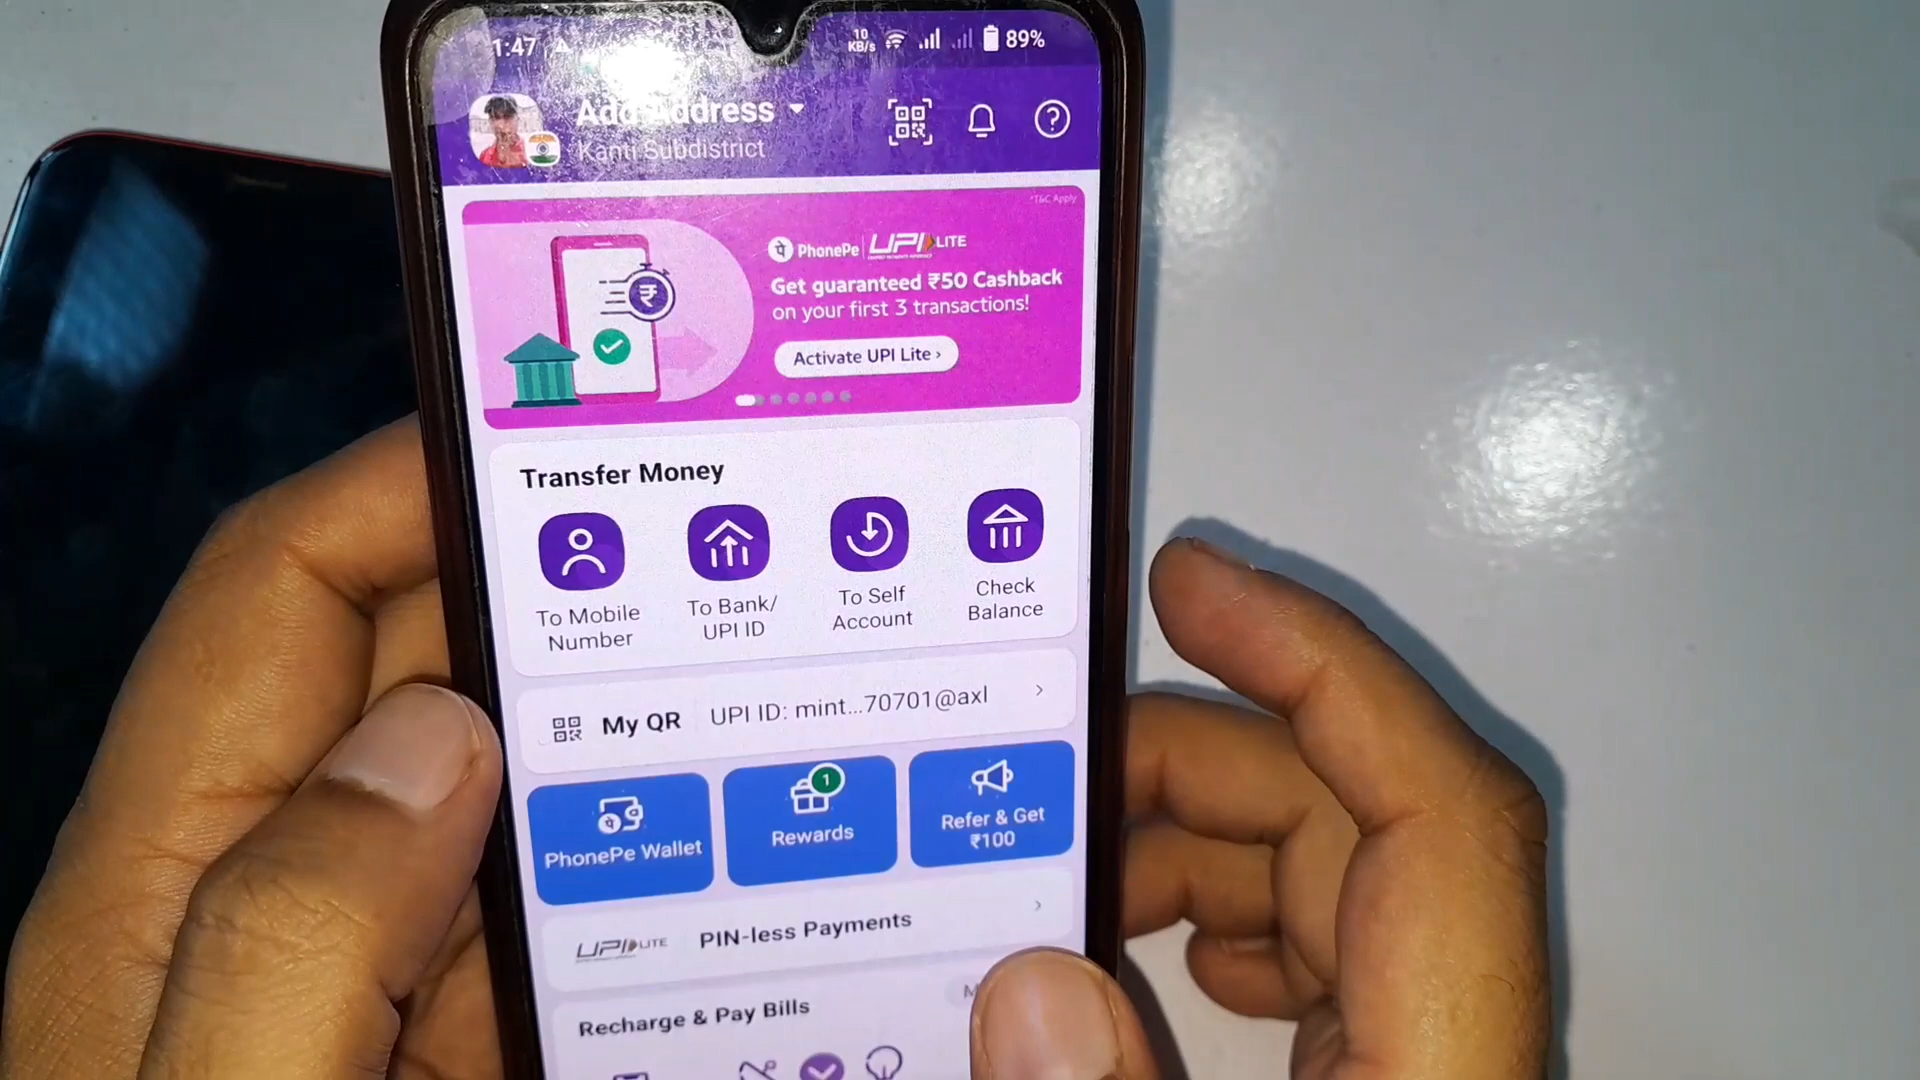 1:47
10
KB/s
89%
Add Address
Kanti Subdistrict
*T&C Apply
पे PhonePe | UPI LITE
Get guaranteed ₹50 Cashback
on your first 3 transactions!
Activate UPI Lite ›
Transfer Money
To Mobile
Number
To Bank/
UPI ID
To Self
Account
Check
Balance
My QR
UPI ID: mint...70701@axl
PhonePe Wallet
1
Rewards
Refer & Get
₹100
UPI LITE
PIN-less Payments
Recharge & Pay Bills